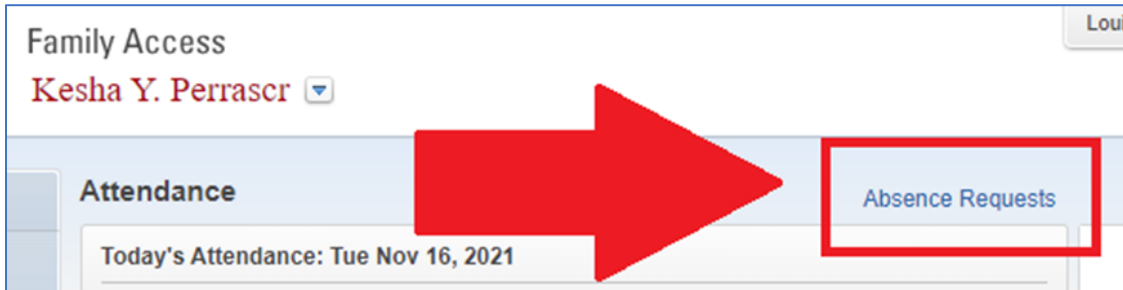 Family Access
Kesha Y. Perrascr
Attendance
Absence Requests
Today's Attendance: Tue Nov 16, 2021